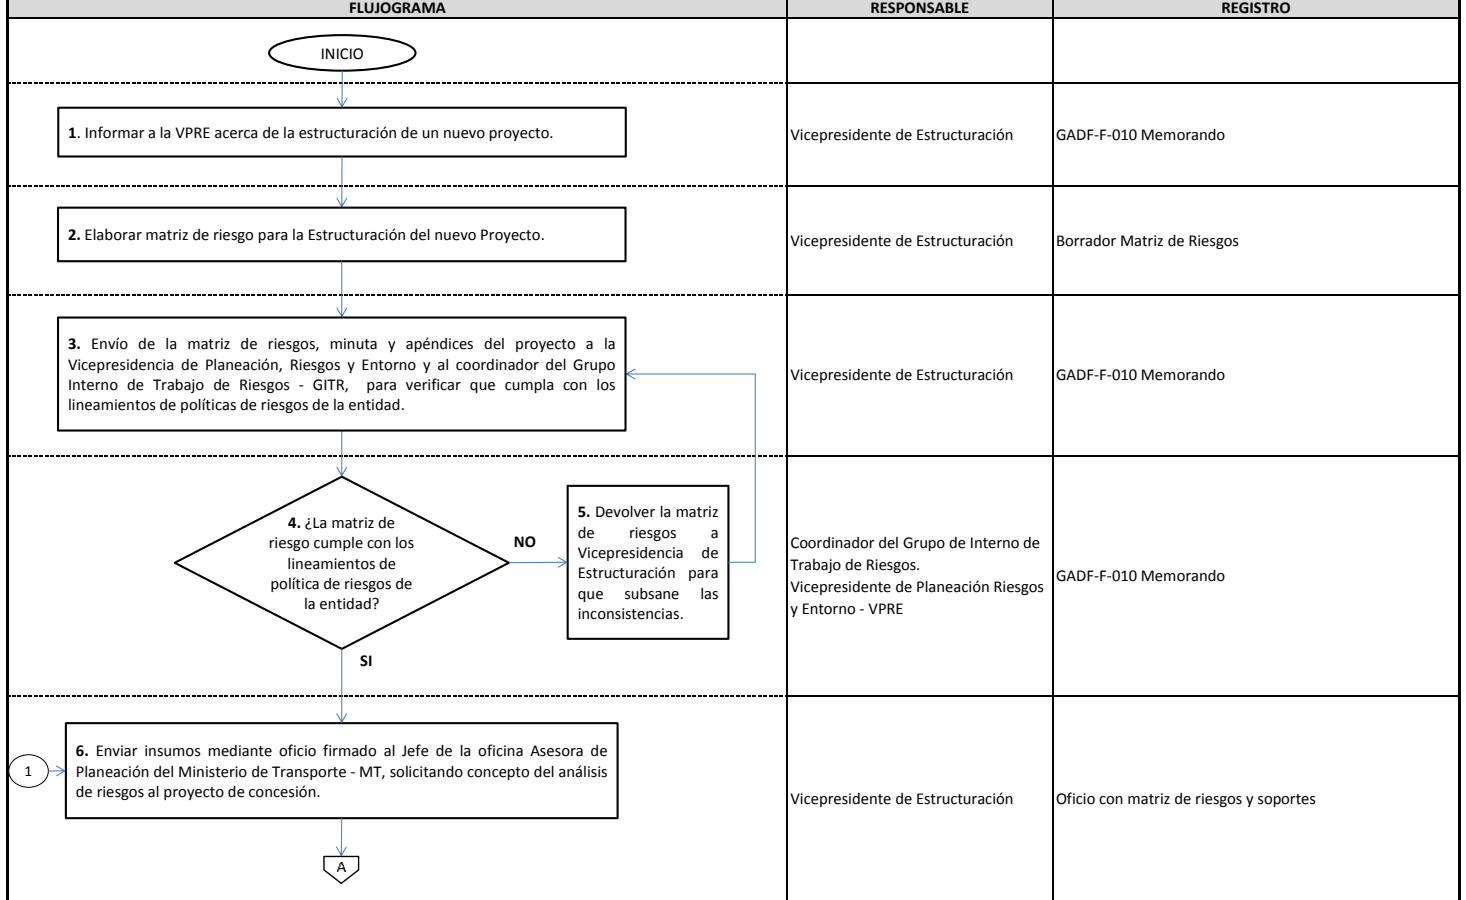 FLUJOGRAMA
RESPONSABLE
REGISTRO
INICIO
1. Informar a la VPRE acerca de la estructuración de un nuevo proyecto.
Vicepresidente de Estructuración
GADF-F-010 Memorando
2. Elaborar matriz de riesgo para la Estructuración del nuevo Proyecto.
Vicepresidente de Estructuración
Borrador Matriz de Riesgos
3. Envío de la matriz de riesgos, minuta y apéndices del proyecto a la
Vicepresidencia de Planeación, Riesgos y Entorno y al coordinador del Grupo
Interno de Trabajo de Riesgos - GITR, para verificar que cumpla con los
lineamientos de políticas de riesgos de la entidad.
Vicepresidente de Estructuración
GADF-F-010 Memorando
4. ¿La matriz de
riesgo cumple con los
lineamientos de
política de riesgos de
la entidad?
NO
SI
5. Devolver la matriz
de riesgos a
Vicepresidencia de
Estructuración para
que subsane las
inconsistencias.
Coordinador del Grupo de Interno de
Trabajo de Riesgos.
Vicepresidente de Planeación Riesgos
y Entorno - VPRE
GADF-F-010 Memorando
1
6. Enviar insumos mediante oficio firmado al Jefe de la oficina Asesora de
Planeación del Ministerio de Transporte - MT, solicitando concepto del análisis
de riesgos al proyecto de concesión.
Vicepresidente de Estructuración
Oficio con matriz de riesgos y soportes
A